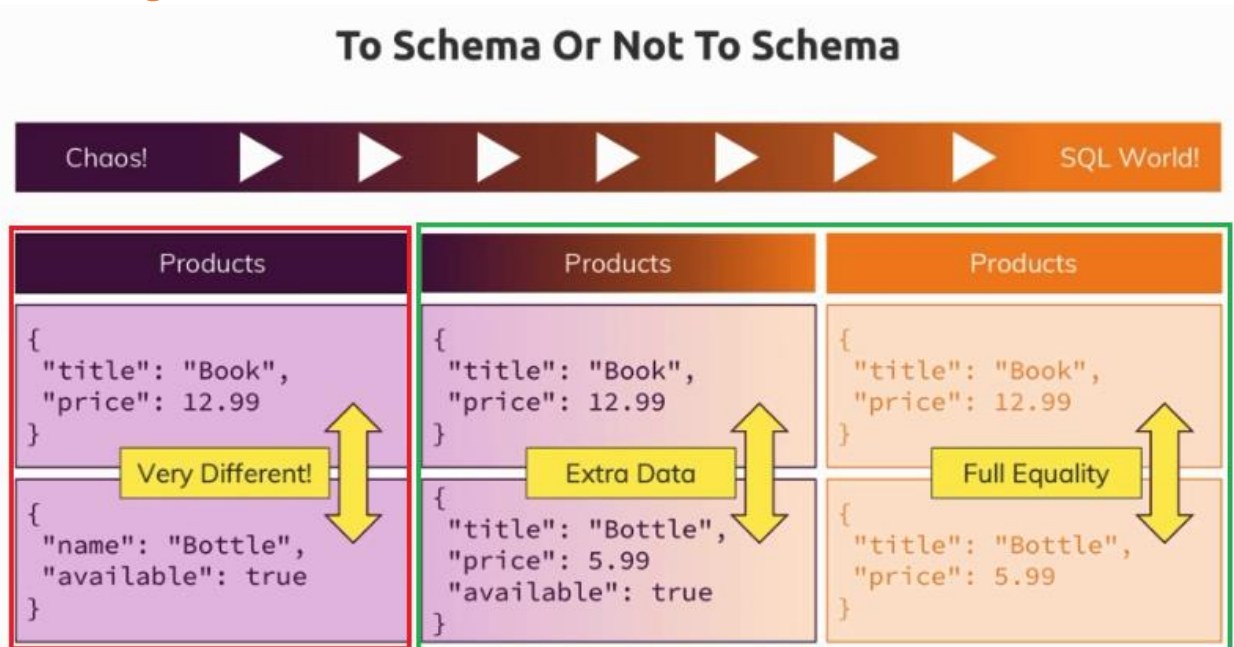 To Schema Or Not To Schema
Chaos!
SQL World!
Products
{
"title": "Book",
"price": 12.99
}
Very Different!
{
"name": "Bottle",
"available": true
}
Products
{
"title": "Book",
"price": 12.99
}
Extra Data
{
"title": "Bottle",
"price": 5.99
"available": true
}
Products
{
"title": "Book",
"price": 12.99
}
Full Equality
{
"title": "Bottle",
"price": 5.99
}